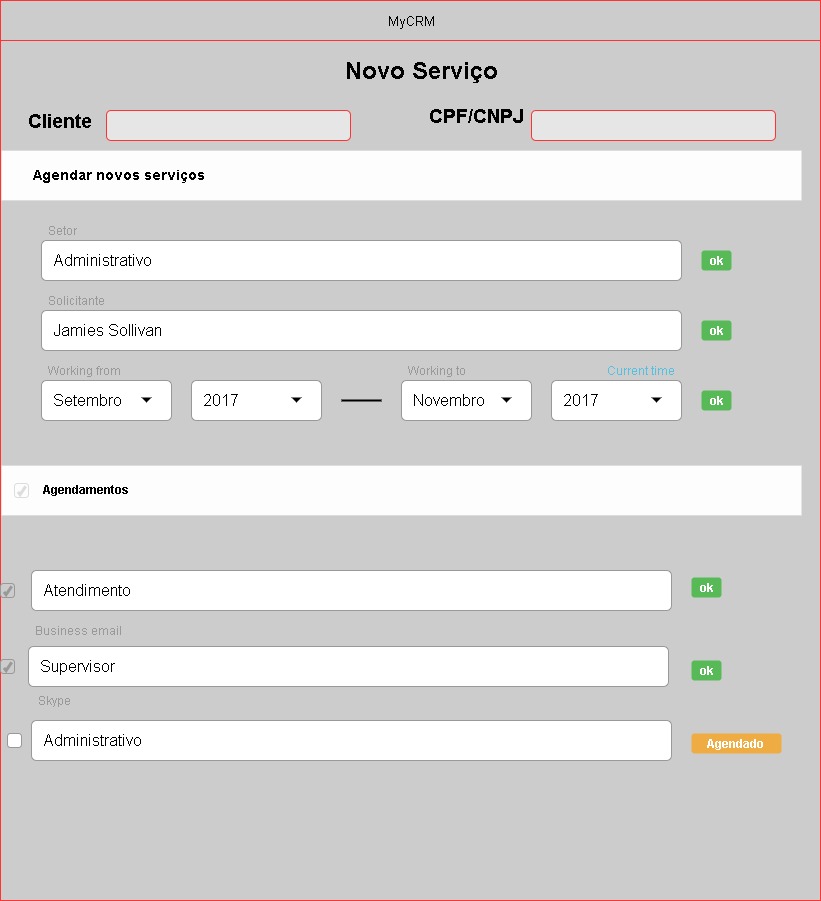 MyCRM
Novo Serviço
Cliente CPF/CNPJ
Agendar novos serviços
Setor
Administrativo ok
Solicitante
Jamies Sollivan ok
Working from Working to Current time
Setembro 2017 Novembro 2017 ok
Agendamentos
Atendimento ok
Business email
Supervisor ok
Skype
Administrativo Agendado